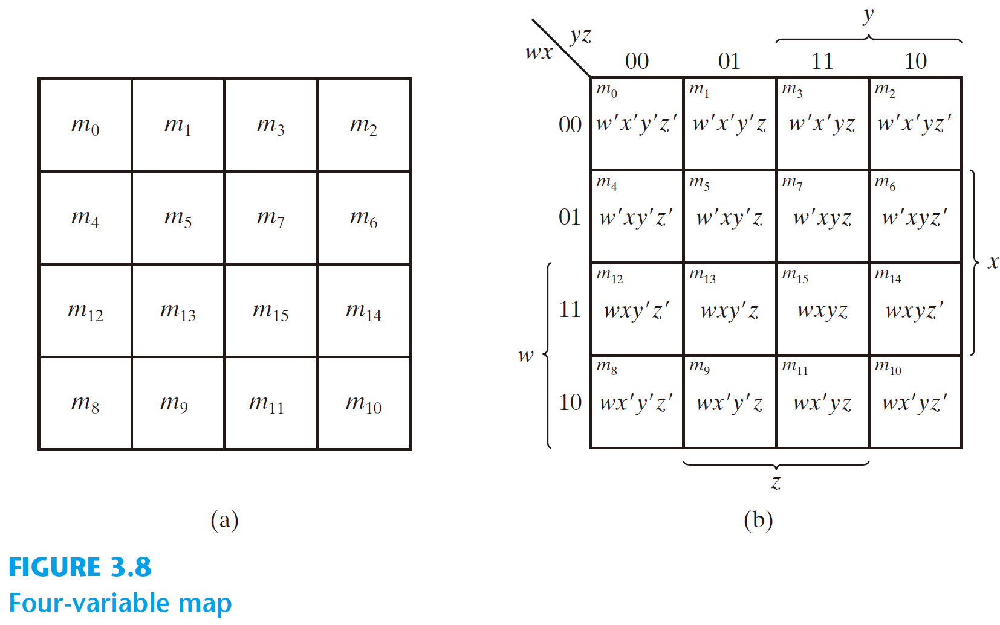 m0 m1 m3 m2
m4 m5 m7 m6
m12 m13 m15 m14
m8 m9 m11 m10
(a)
y
yz
wx
00 01 11 10
m0 m1 m3 m2
00 w'x'y'z' w'x'y'z w'x'yz w'x'yz'
m4 m5 m7 m6
01 w'xy'z' w'xy'z w'xyz w'xyz'
x
m12 m13 m15 m14
11 wxy'z' wxy'z wxyz wxyz'
w
m8 m9 m11 m10
10 wx'y'z' wx'y'z wx'yz wx'yz'
z
(b)
FIGURE 3.8
Four-variable map